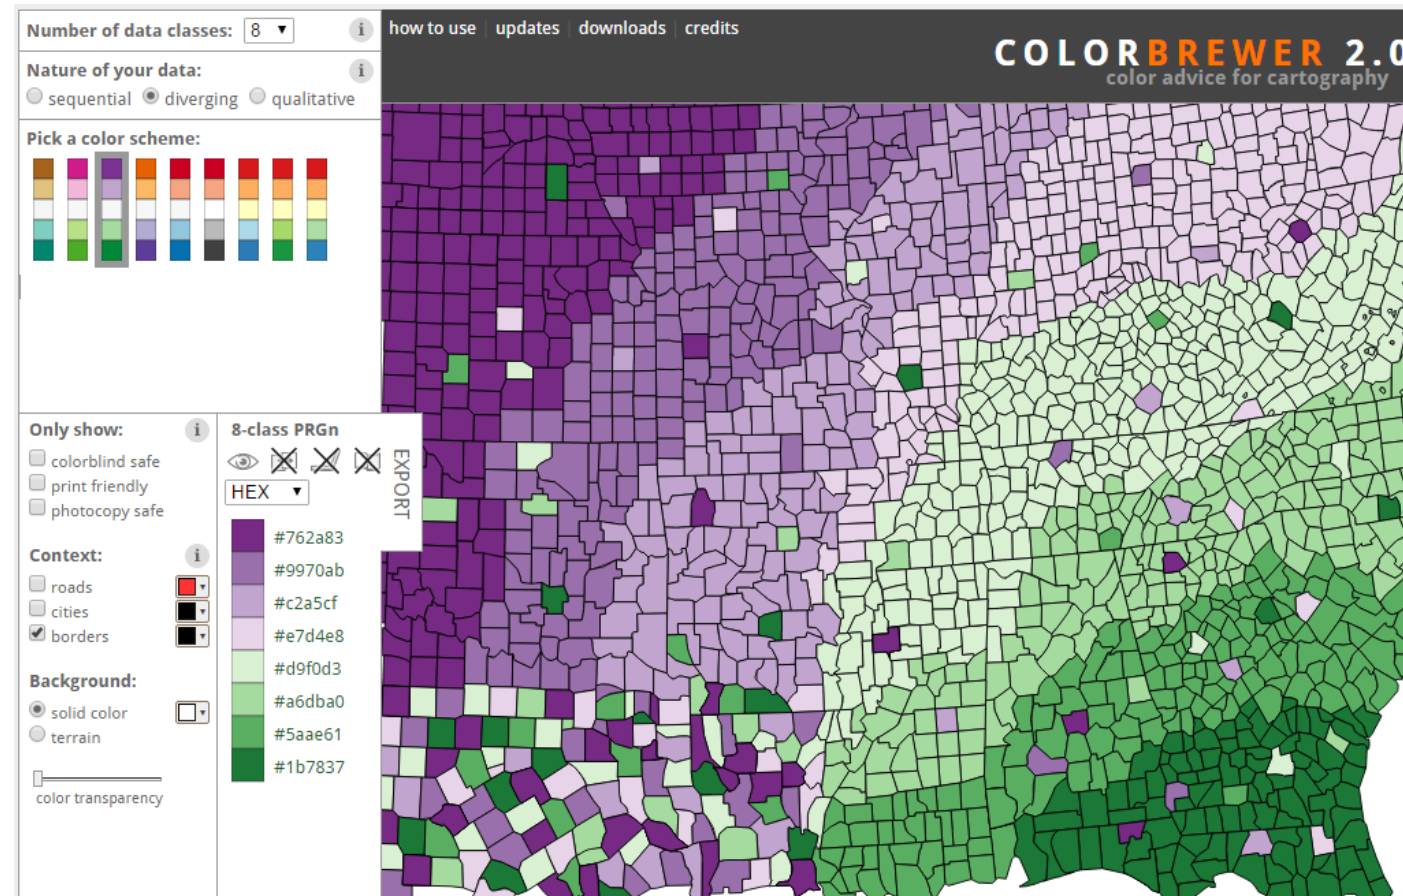 Number of data classes: 8
how to use updates downloads credits
COLORBREWER 2.0
color advice for cartography
Nature of your data:
sequential diverging qualitative
Pick a color scheme:
Only show:
colorblind safe
print friendly
photocopy safe
Context:
roads
cities
borders
Background:
solid color
terrain
color transparency
8-class PRGn
HEX
EXPORT
#762a83
#9970ab
#c2a5cf
#e7d4e8
#d9f0d3
#a6dba0
#5aae61
#1b7837